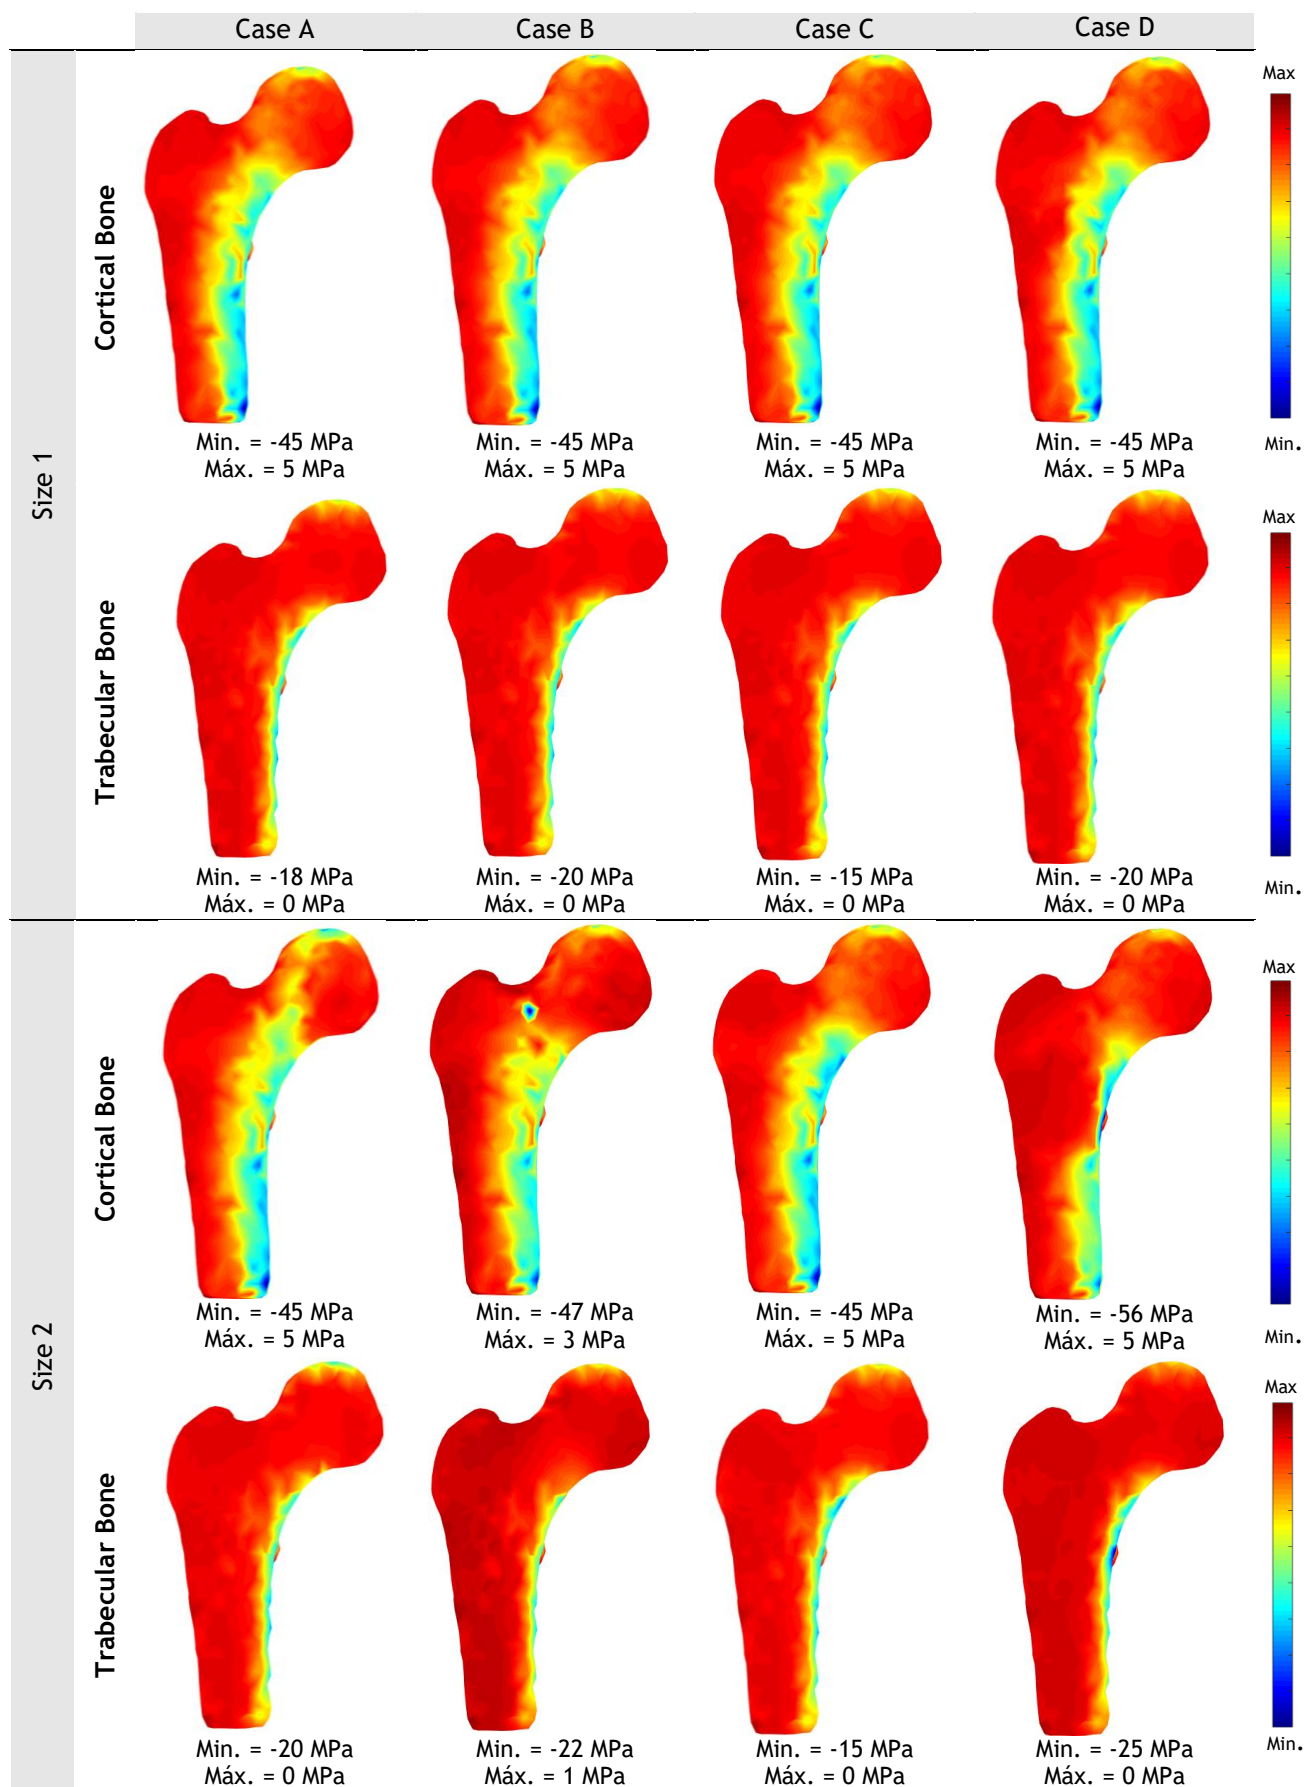 Case A
Case B
Case C
Case D
Size 1
Cortical Bone
Max
Min.
Min. = -45 MPa
Máx. = 5 MPa
Min. = -45 MPa
Máx. = 5 MPa
Min. = -45 MPa
Máx. = 5 MPa
Min. = -45 MPa
Máx. = 5 MPa
Trabecular Bone
Max
Min.
Min. = -18 MPa
Máx. = 0 MPa
Min. = -20 MPa
Máx. = 0 MPa
Min. = -15 MPa
Máx. = 0 MPa
Min. = -20 MPa
Máx. = 0 MPa
Size 2
Cortical Bone
Max
Min.
Min. = -45 MPa
Máx. = 5 MPa
Min. = -47 MPa
Máx. = 3 MPa
Min. = -45 MPa
Máx. = 5 MPa
Min. = -56 MPa
Máx. = 5 MPa
Trabecular Bone
Max
Min.
Min. = -20 MPa
Máx. = 0 MPa
Min. = -22 MPa
Máx. = 1 MPa
Min. = -15 MPa
Máx. = 0 MPa
Min. = -25 MPa
Máx. = 0 MPa